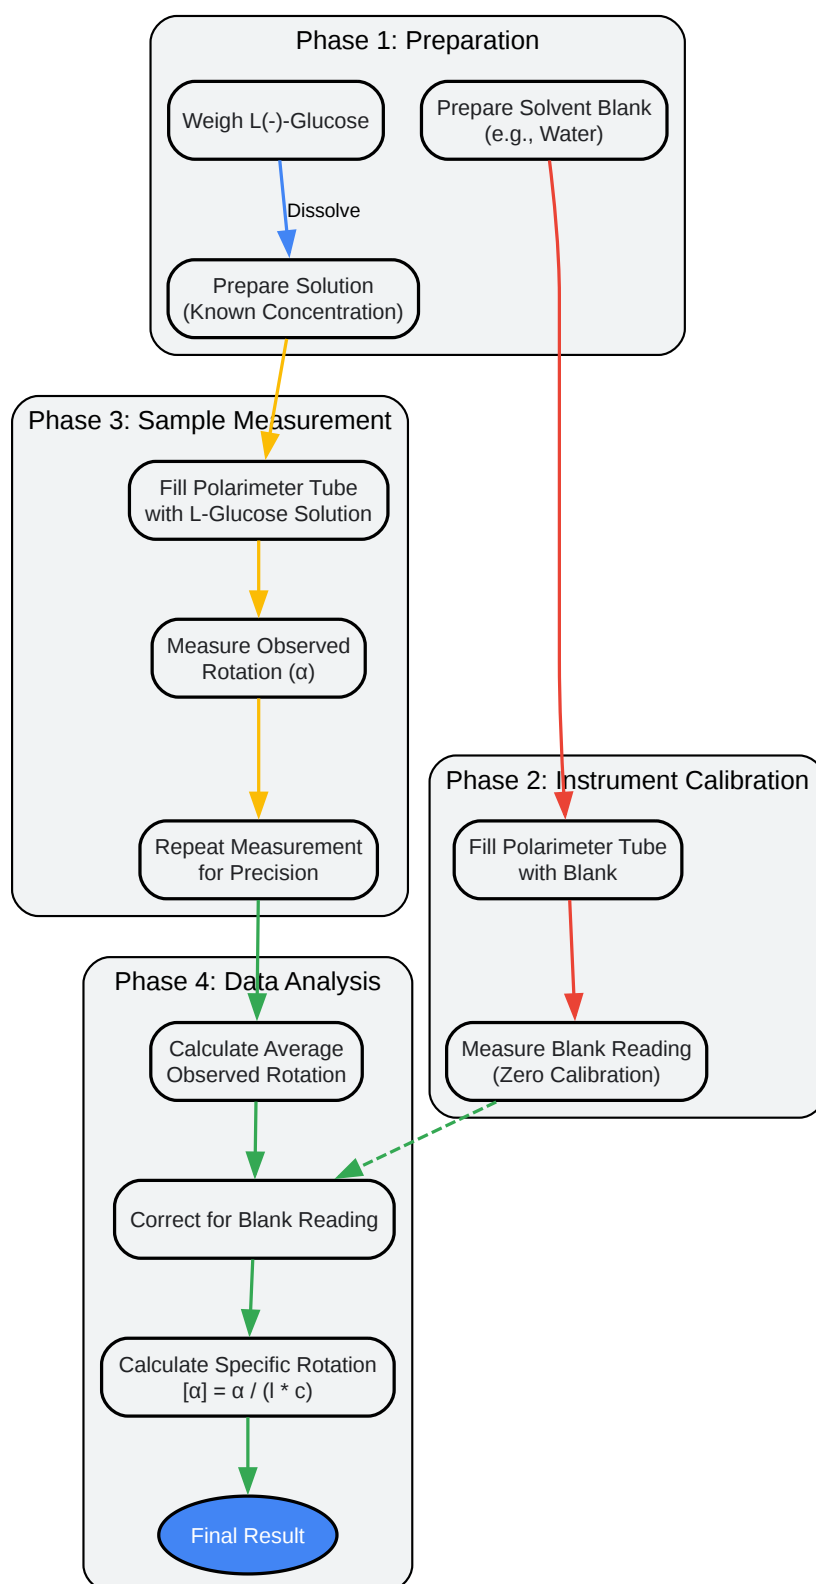 Phase 1: Preparation
Weigh L(-)-Glucose
Prepare Solvent Blank
(e.g., Water)
Dissolve
Prepare Solution
(Known Concentration)
Phase 3: Sample Measurement
Fill Polarimeter Tube
with L-Glucose Solution
Measure Observed
Rotation (α)
Repeat Measurement
for Precision
Phase 2: Instrument Calibration
Fill Polarimeter Tube
with Blank
Measure Blank Reading
(Zero Calibration)
Phase 4: Data Analysis
Calculate Average
Observed Rotation
Correct for Blank Reading
Calculate Specific Rotation
[α] = α / (l * c)
Final Result